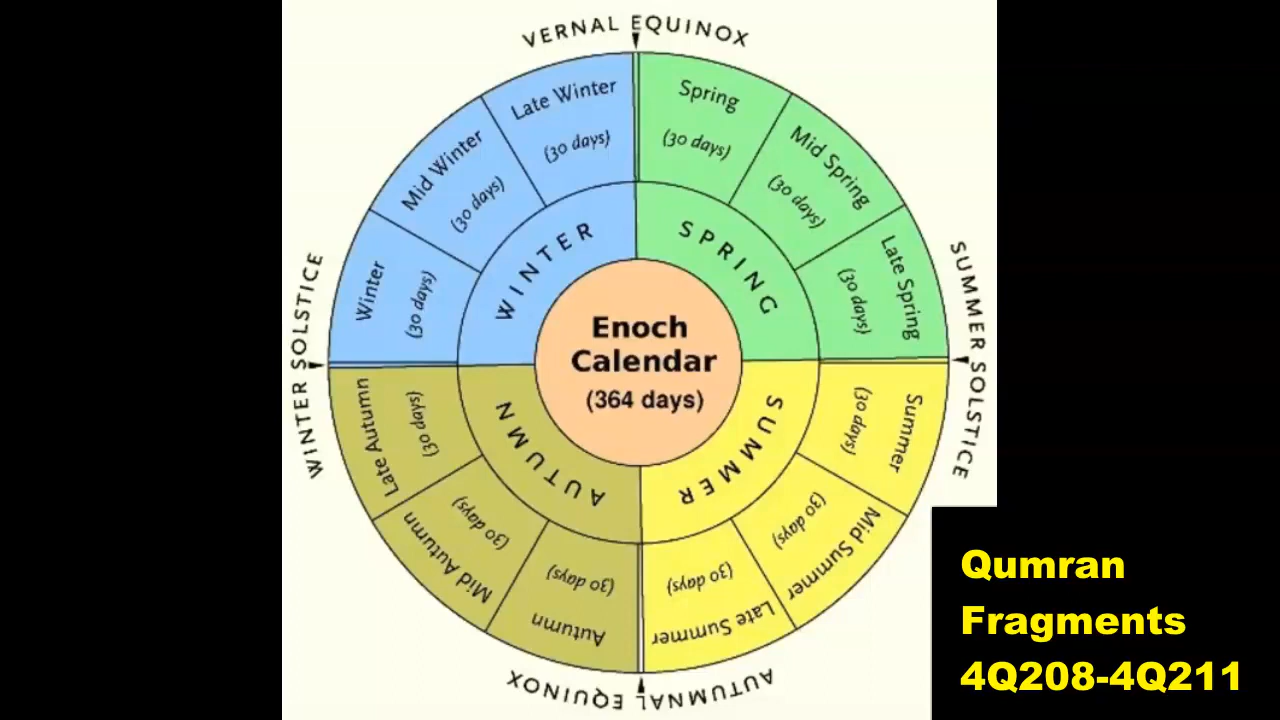 VERNAL EQUINOX
Late Winter
(30 days)
Spring
(30 days)
Mid Winter
(30 days)
Mid Spring
(30 days)
Winter
(30 days)
Late Spring
(30 days)
WINTER
SPRING
WINTER SOLSTICE
SUMMER SOLSTICE
Enoch
Calendar
(364 days)
AUTUMN
SUMMER
Late Autumn
(30 days)
Summer
(30 days)
Mid Autumn
(30 days)
Mid Summer
(30 days)
Autumn
(30 days)
Late Summer
(30 days)
AUTUMNAL EQUINOX
Qumran
Fragments
4Q208-4Q211